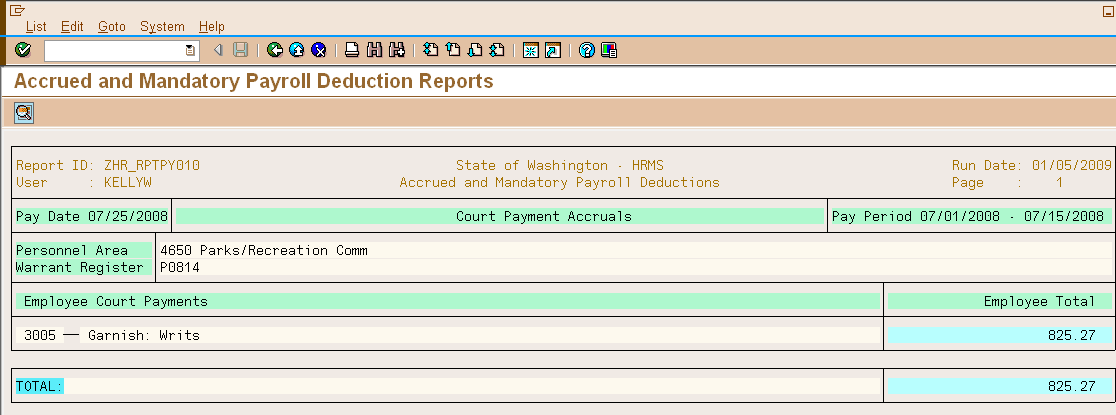 List Edit Goto System Help
Accrued and Mandatory Payroll Deduction Reports
Report ID: ZHR_RPTPY010 State of Washington - HRMS Run Date: 01/05/2009
User : KELLYW Accrued and Mandatory Payroll Deductions Page : 1
Pay Date 07/25/2008 Court Payment Accruals Pay Period 07/01/2008 - 07/15/2008
Personnel Area 4650 Parks/Recreation Comm
Warrant Register P0814
Employee Court Payments Employee Total
3005 — Garnish: Writs 825.27
TOTAL: 825.27